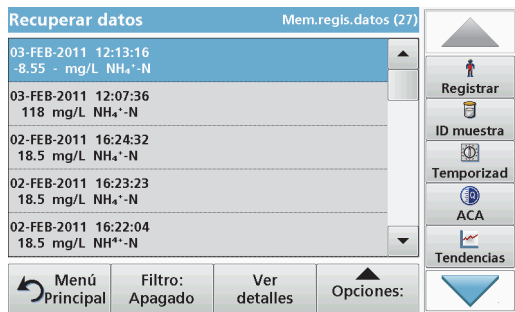 Recuperar datos
Mem.regis.datos (27)
03-FEB-2011 12:13:16
-8.55 - mg/L NH₄⁺-N
03-FEB-2011 12:07:36
118 mg/L NH₄⁺-N
02-FEB-2011 16:24:32
18.5 mg/L NH₄⁺-N
02-FEB-2011 16:23:23
18.5 mg/L NH₄⁺-N
02-FEB-2011 16:22:04
18.5 mg/L NH⁴⁺-N
Registrar
ID muestra
Temporizad
ACA
Tendencias
Menú
Principal
Filtro:
Apagado
Ver
detalles
Opciones: